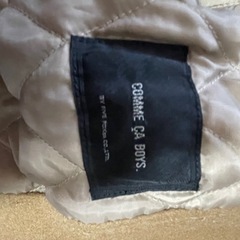 COMME ÇA BOYS.
BY FIVE FOXes CO.,LTD.